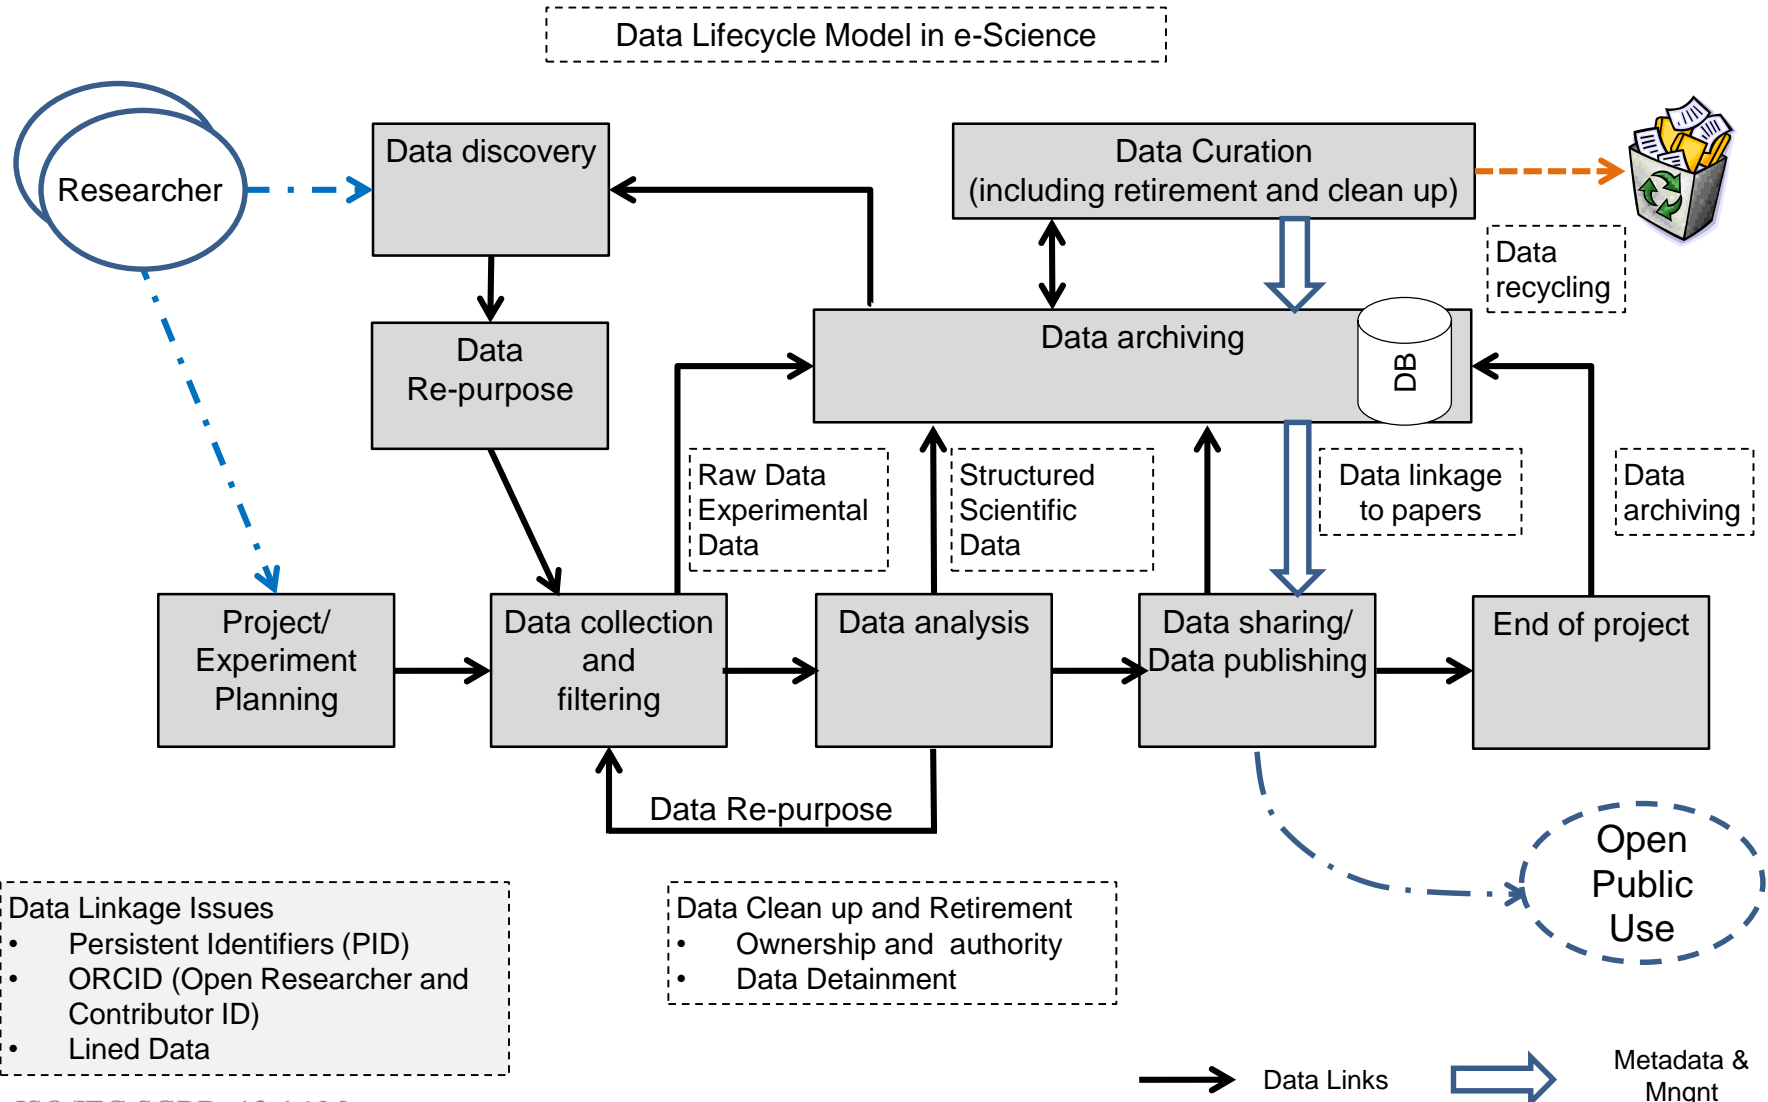 Data Lifecycle Model in e-Science
Researcher
Data discovery
Data Curation
(including retirement and clean up)
Data
recycling
Data
Re-purpose
Data archiving
DB
Raw Data
Experimental
Data
Structured
Scientific
Data
Data linkage
to papers
Data
archiving
Project/
Experiment
Planning
Data collection
and
filtering
Data analysis
Data sharing/
Data publishing
End of project
Data Re-purpose
Open
Public
Use
Data Linkage Issues
• Persistent Identifiers (PID)
• ORCID (Open Researcher and
Contributor ID)
• Lined Data
Data Clean up and Retirement
• Ownership and authority
• Data Detainment
Data Links
Metadata &
Mngnt